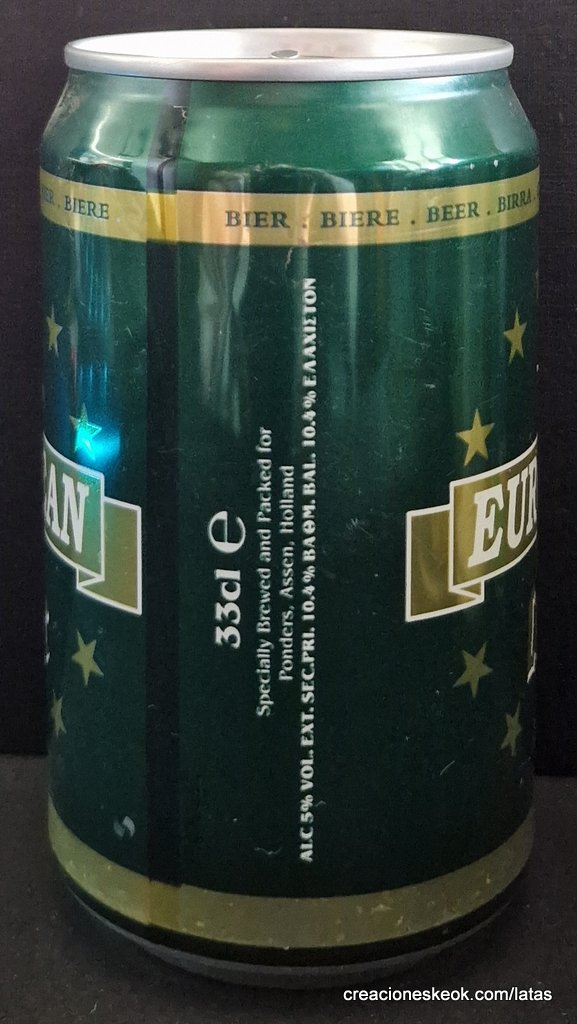 BIERE
BIER . BIERE . BEER . BIRRA
AN
EUR
33cl e
Specially Brewed and Packed for
Ponders, Assen, Holland
ALC 5% VOL. EXT. SEC.PRI. 10.4 % ΒΑΘΜ. ΒΑL. 10.4% ΕΛΑΧΙΣΤΟΝ
creacioneskeok.com/latas